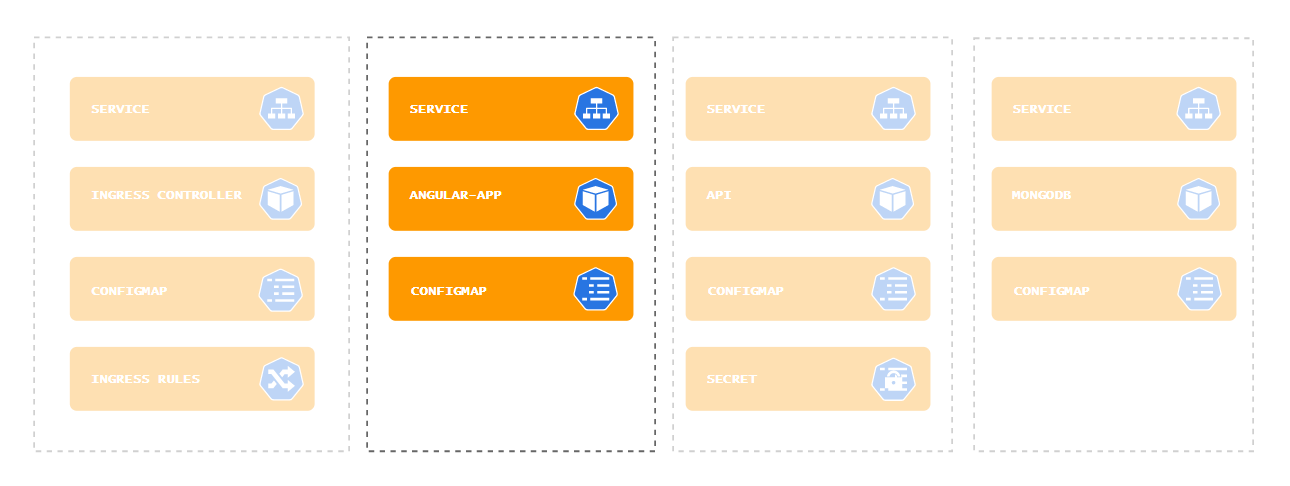 SERVICE
INGRESS CONTROLLER
CONFIGMAP
INGRESS RULES
SERVICE
ANGULAR-APP
CONFIGMAP
SERVICE
API
CONFIGMAP
SECRET
SERVICE
MONGODB
CONFIGMAP